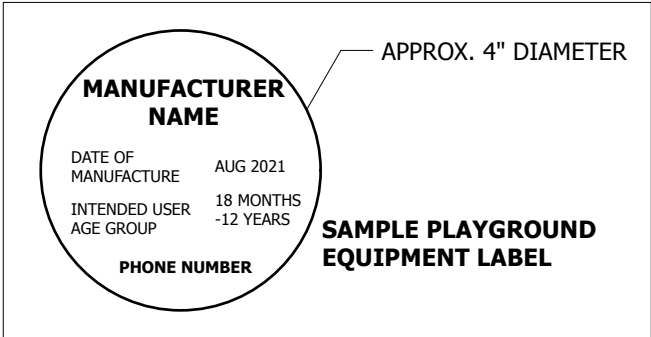 APPROX. 4" DIAMETER
MANUFACTURER
NAME
DATE OF
MANUFACTURE
AUG 2021
INTENDED USER
AGE GROUP
18 MONTHS
-12 YEARS
PHONE NUMBER
SAMPLE PLAYGROUND
EQUIPMENT LABEL